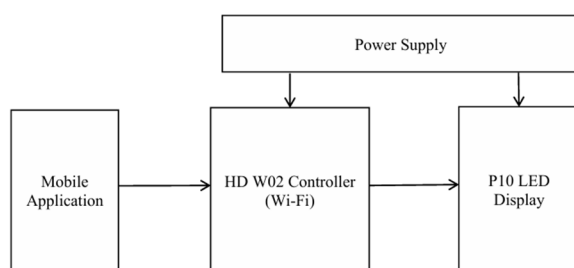 Power Supply
Mobile
Application
HD W02 Controller
(Wi-Fi)
P10 LED
Display